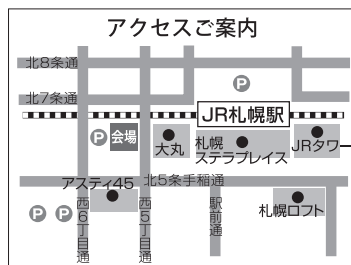 アクセスご案内
北8条通
P
北7条通
JR札幌駅
P
会場
大丸
札幌
ステラプレイス
JRタワー
アスティ45
北5条手稲通
P P
西6丁目通
西5丁目通
駅前通
札幌ロフト